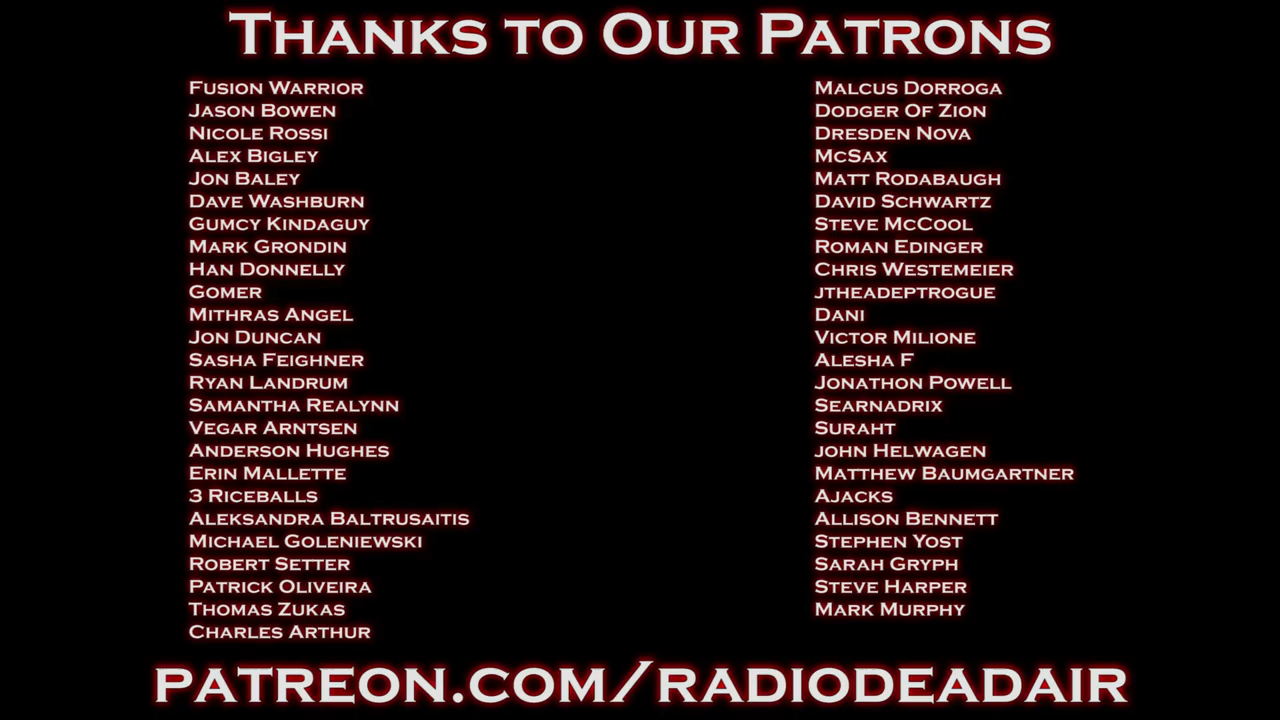 Thanks to Our Patrons
Fusion Warrior
Jason Bowen
Nicole Rossi
Alex Bigley
Jon Baley
Dave Washburn
Gumcy Kindaguy
Mark Grondin
Han Donnelly
Gomer
Mithras Angel
Jon Duncan
Sasha Feighner
Ryan Landrum
Samantha Realynn
Vegar Arntsen
Anderson Hughes
Erin Mallette
3 Riceballs
Aleksandra Baltrusaitis
Michael Goleniewski
Robert Setter
Patrick Oliveira
Thomas Zukas
Charles Arthur
Malcus Dorroga
Dodger Of Zion
Dresden Nova
McSax
Matt Rodabaugh
David Schwartz
Steve McCool
Roman Edinger
Chris Westemeier
jtheadeptrogue
Dani
Victor Milione
Alesha F
Jonathon Powell
Searnadrix
Suraht
john Helwagen
Matthew Baumgartner
Ajacks
Allison Bennett
Stephen Yost
Sarah Gryph
Steve Harper
Mark Murphy
patreon.com/radiodeadair